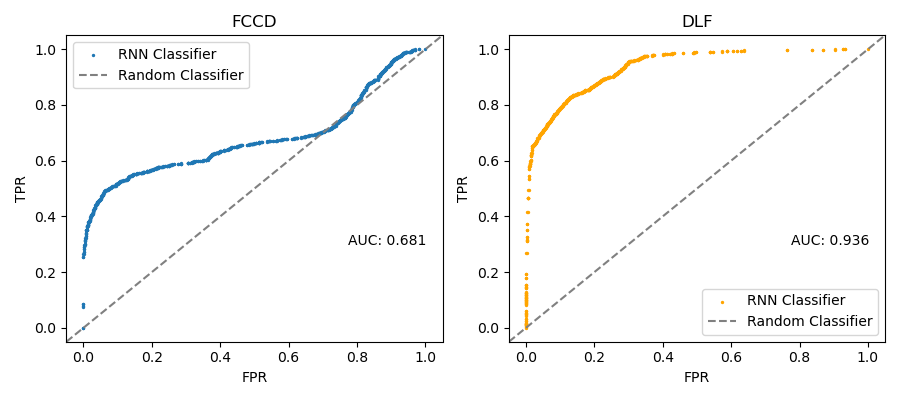 FCCD
1.0
0.8
0.6
0.4
0.2
0.0
TPR
RNN Classifier
Random Classifier
AUC: 0.681
0.0 0.2 0.4 0.6 0.8 1.0
FPR
DLF
1.0
0.8
0.6
0.4
0.2
0.0
TPR
AUC: 0.936
RNN Classifier
Random Classifier
0.0 0.2 0.4 0.6 0.8 1.0
FPR